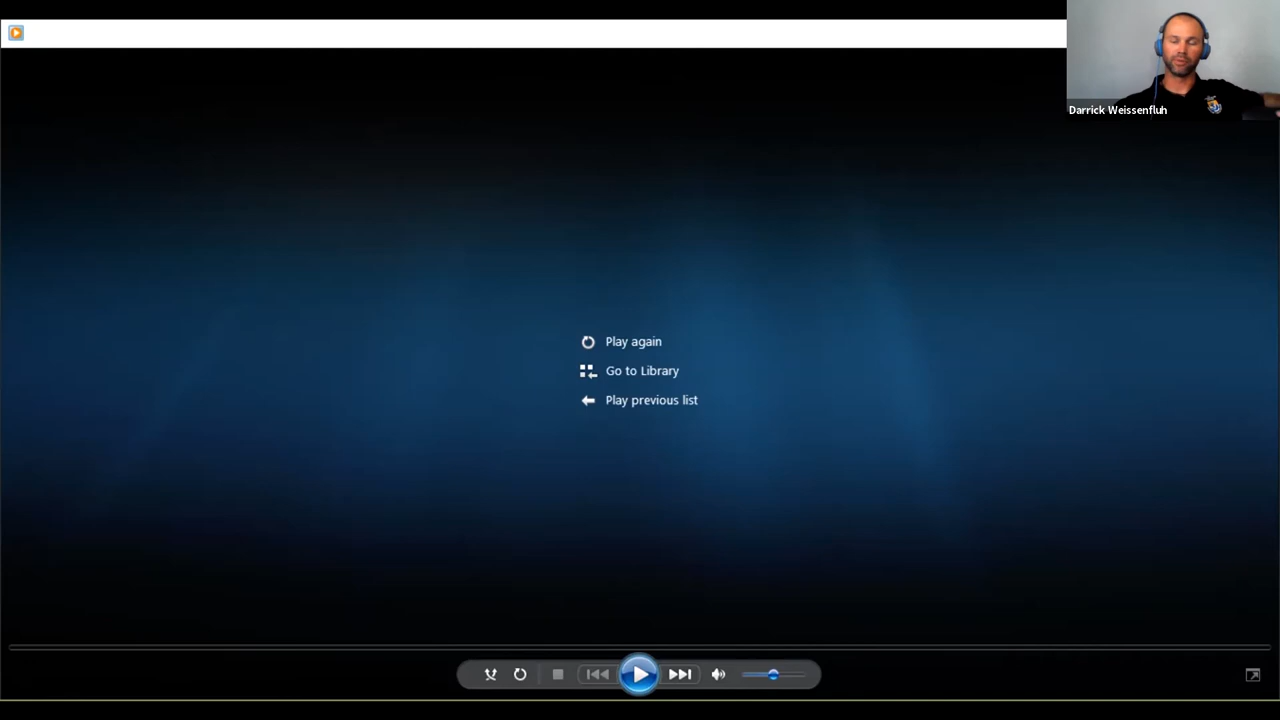 Darrick Weissenfluh
Play again
Go to Library
Play previous list